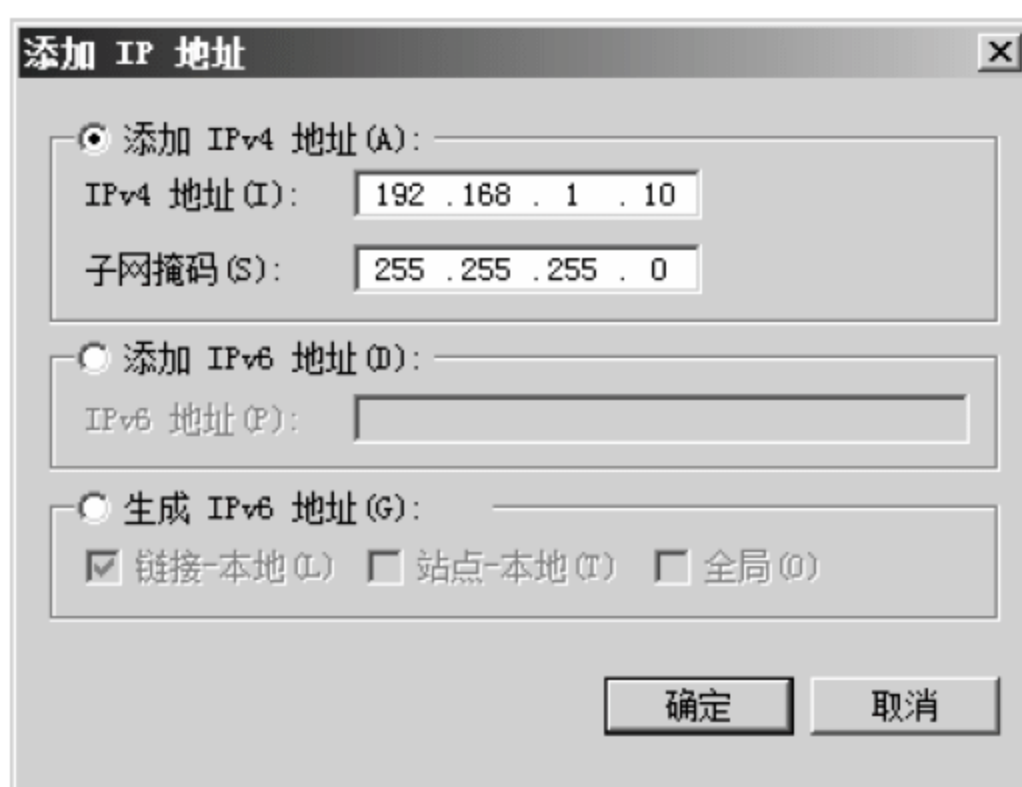 添加 IP 地址
添加 IPv4 地址(A):
IPv4 地址(I): 192 .168 . 1 . 10
子网掩码(S): 255 .255 .255 . 0
添加 IPv6 地址(D):
IPv6 地址(P):
生成 IPv6 地址(G):
链接-本地(L) 站点-本地(T) 全局(O)
确定 取消